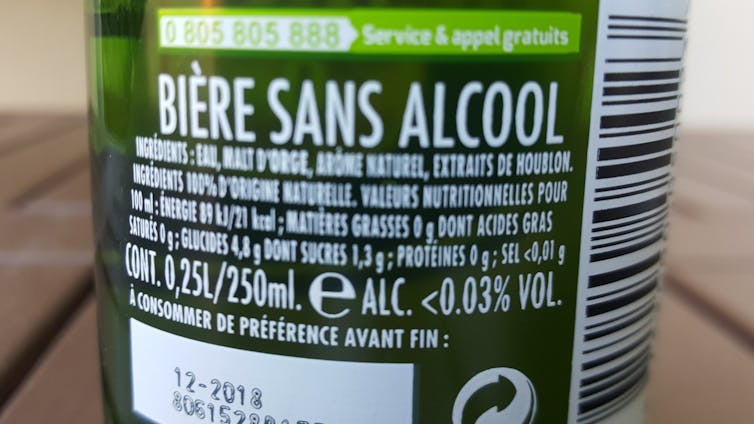 0 805 805 888 Service & appel gratuits
BIÈRE SANS ALCOOL
INGRÉDIENTS : EAU, MALT D'ORGE, ARÔME NATUREL, EXTRAITS DE HOUBLON.
INGRÉDIENTS 100% D'ORIGINE NATURELLE. VALEURS NUTRITIONNELLES POUR
100 ml : ÉNERGIE 89 kJ/21 kcal ; MATIÈRES GRASSES 0 g DONT ACIDES GRAS
SATURÉS 0 g ; GLUCIDES 4,8 g DONT SUCRES 1,3 g ; PROTÉINES 0 g ; SEL <0,01 g
CONT. 0,25L/250ml. e ALC. <0.03% VOL.
À CONSOMMER DE PRÉFÉRENCE AVANT FIN :
12-2018